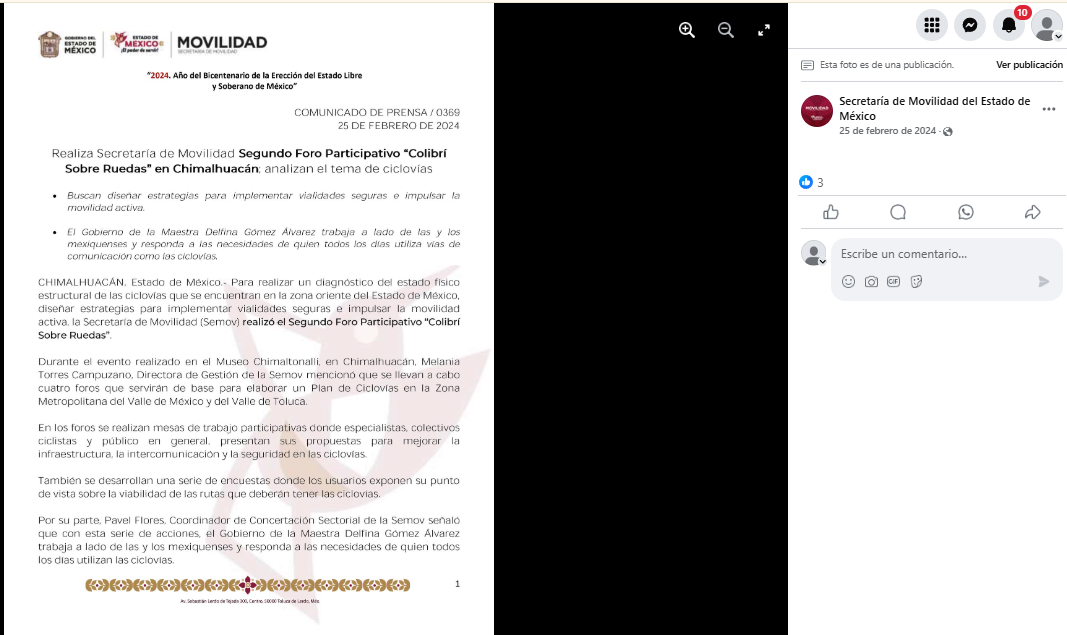 GOBIERNO DEL
ESTADO DE
MÉXICO
ESTADO DE
MÉXICO
¡El poder de servir!
MOVILIDAD
SECRETARÍA DE MOVILIDAD
"2024. Año del Bicentenario de la Erección del Estado Libre
y Soberano de México"
COMUNICADO DE PRENSA / 0369
25 DE FEBRERO DE 2024
Realiza Secretaría de Movilidad Segundo Foro Participativo "Colibrí
Sobre Ruedas" en Chimalhuacán; analizan el tema de ciclovías
• Buscan diseñar estrategias para implementar vialidades seguras e impulsar la
movilidad activa.
• El Gobierno de la Maestra Delfina Gómez Álvarez trabaja a lado de las y los
mexiquenses y responda a las necesidades de quien todos los días utiliza vías de
comunicación como las ciclovías.
CHIMALHUACÁN, Estado de México.- Para realizar un diagnóstico del estado físico
estructural de las ciclovías que se encuentran en la zona oriente del Estado de México,
diseñar estrategias para implementar vialidades seguras e impulsar la movilidad
activa, la Secretaría de Movilidad (Semov) realizó el Segundo Foro Participativo "Colibrí
Sobre Ruedas".
Durante el evento realizado en el Museo Chimaltonalli, en Chimalhuacán, Melania
Torres Campuzano, Directora de Gestión de la Semov mencionó que se llevan a cabo
cuatro foros que servirán de base para elaborar un Plan de Ciclovías en la Zona
Metropolitana del Valle de México y del Valle de Toluca.
En los foros se realizan mesas de trabajo participativas donde especialistas, colectivos
ciclistas y público en general, presentan sus propuestas para mejorar la
infraestructura, la intercomunicación y la seguridad en las ciclovías.
También se desarrollan una serie de encuestas donde los usuarios exponen su punto
de vista sobre la viabilidad de las rutas que deberán tener las ciclovías.
Por su parte, Pavel Flores, Coordinador de Concertación Sectorial de la Semov señaló
que con esta serie de acciones, el Gobierno de la Maestra Delfina Gómez Álvarez
trabaja a lado de las y los mexiquenses y responda a las necesidades de quien todos
los días utilizan las ciclovías.
1
Av. Sebastián Lerdo de Tejada 300, Centro, 50000 Toluca de Lerdo, Méx.
10
Esta foto es de una publicación.
Ver publicación
Secretaría de Movilidad del Estado de
México
25 de febrero de 2024 ·
3
Escribe un comentario...
GIF